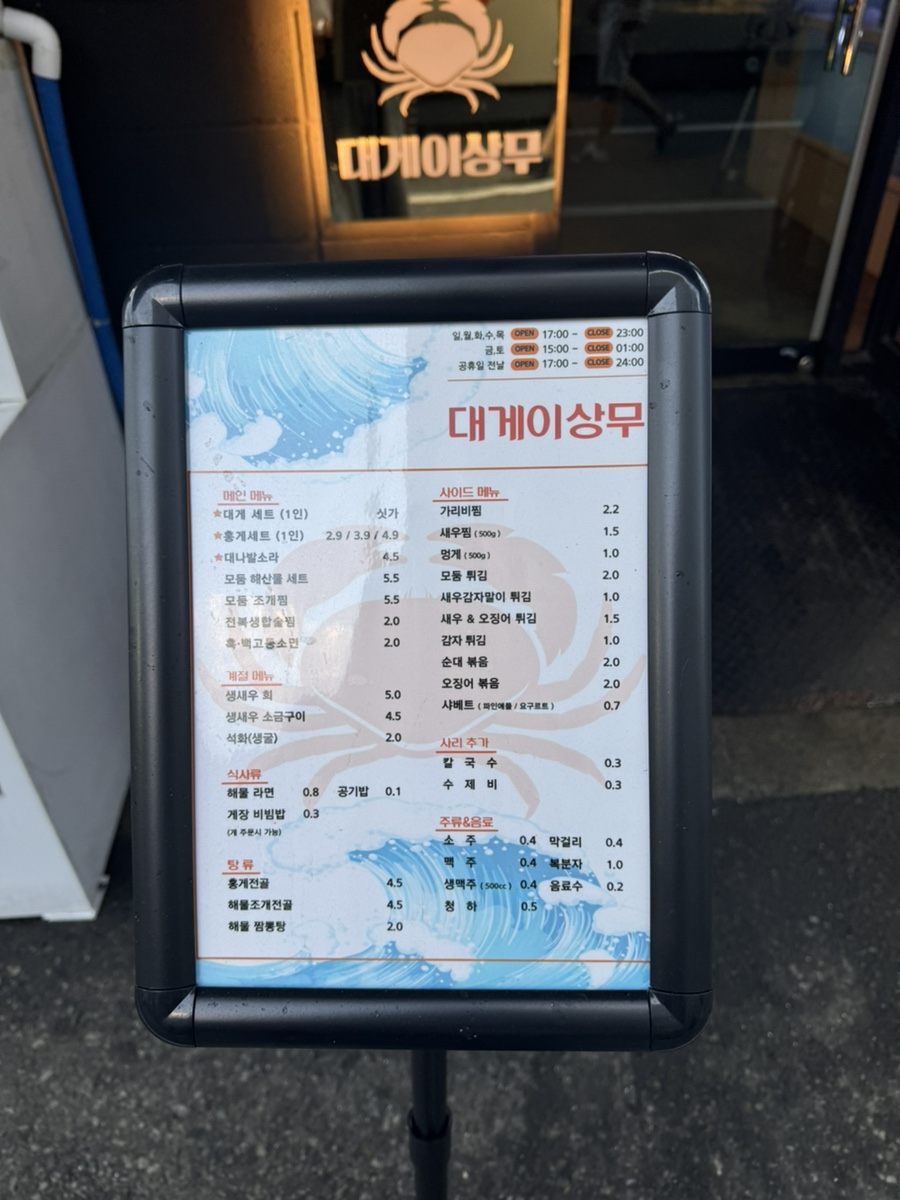 대게이상무
일,월,화,수,목 OPEN 17:00 – CLOSE 23:00
금,토 OPEN 15:00 – CLOSE 01:00
공휴일 전날 OPEN 17:00 – CLOSE 24:00
대게이상무
메인 메뉴
★대게 세트 (1인) 싯가
★홍게세트 (1인) 2.9 / 3.9 / 4.9
★대나발소라 4.5
모둠 해산물 세트 5.5
모둠 조개찜 5.5
전복생합술찜 2.0
흑·백고동소면 2.0
계절 메뉴
생새우 회 5.0
생새우 소금구이 4.5
석화(생굴) 2.0
식사류
해물 라면 0.8 공기밥 0.1
게장 비빔밥 0.3
(게 주문시 가능)
탕 류
홍게전골 4.5
해물조개전골 4.5
해물 짬뽕탕 2.0
사이드 메뉴
가리비찜 2.2
새우찜 (500g) 1.5
멍게 (500g) 1.0
모둠 튀김 2.0
새우감자말이 튀김 1.0
새우 & 오징어 튀김 1.5
감자 튀김 1.0
순대 볶음 2.0
오징어 볶음 2.0
샤베트 ( 파인애플 / 요구르트 ) 0.7
사리 추가
칼 국 수 0.3
수 제 비 0.3
주류&음료
소 주 0.4 막걸리 0.4
맥 주 0.4 복분자 1.0
생맥주 (500cc) 0.4 음료수 0.2
청 하 0.5